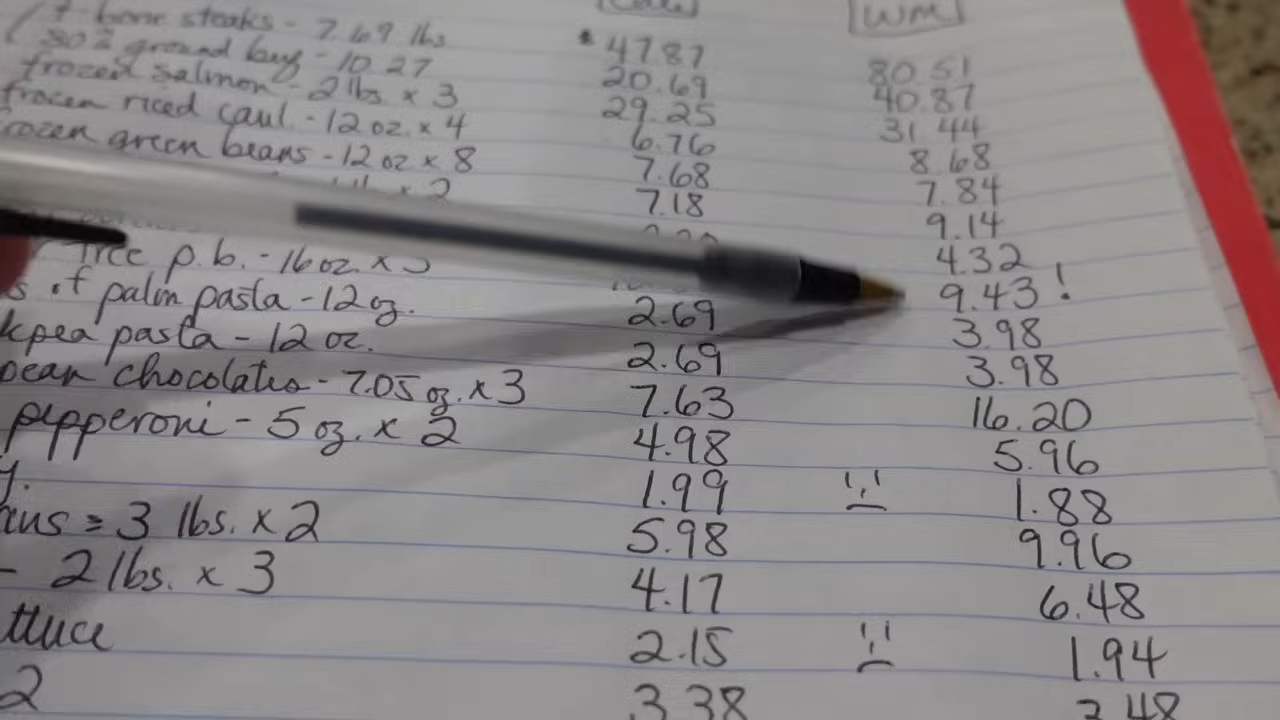 WM
bone steaks - 7.69 lbs 47.87 80.51
80% ground beef - 10.27 20.69 40.87
frozen salmon - 2 lbs. x 3 29.25 31.44
frozen riced caul. - 12 oz. x 4 6.76 8.68
frozen green beans - 12 oz x 8 7.68 7.84
x 2 7.18 9.14
4.32
free p.b. - 16 oz. x 9.43 !
of palm pasta - 12 oz. 2.69 3.98
kpea pasta - 12 oz. 2.69 3.98
bean chocolates - 7.05 oz. x 3 7.63 16.20
pepperoni - 5 oz. x 2 4.98 5.96
y. 1.99 1.88
3 lbs. x 2 5.98 9.96
- 2 lbs. x 3 4.17 6.48
ttuce 2.15 1.94
2 3.38 3.48